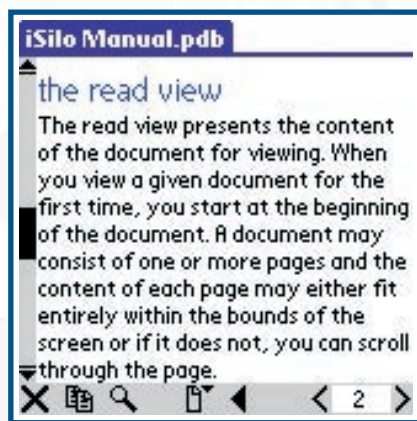 iSilo Manual.pdb
the read view
The read view presents the content
of the document for viewing. When
you view a given document for the
first time, you start at the beginning
of the document. A document may
consist of one or more pages and the
content of each page may either fit
entirely within the bounds of the
screen or if it does not, you can scroll
through the page.
2